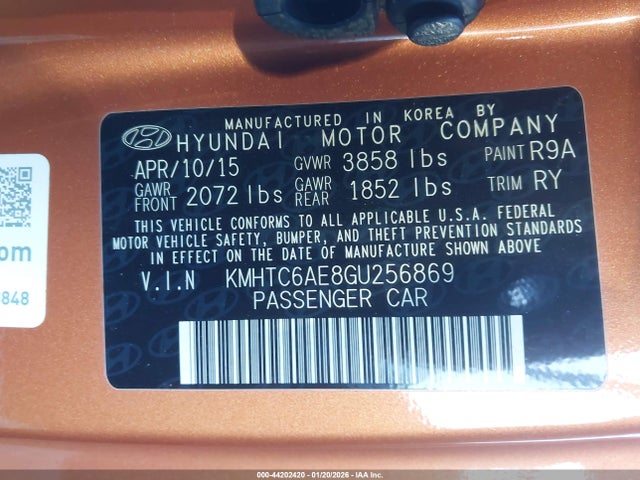 MANUFACTURED IN KOREA BY
HYUNDAI MOTOR COMPANY
APR/10/15 GVWR 3858 lbs PAINT R9A
GAWR FRONT 2072 lbs GAWR REAR 1852 lbs TRIM RY
THIS VEHICLE CONFORMS TO ALL APPLICABLE U.S.A. FEDERAL
MOTOR VEHICLE SAFETY, BUMPER, AND THEFT PREVENTION STANDARDS
IN EFFECT ON THE DATE OF MANUFACTURE SHOWN ABOVE.
V.I.N KMHTC6AE8GU256869
PASSENGER CAR
om
848
000-44202420 - 01/20/2026 - IAA Inc.